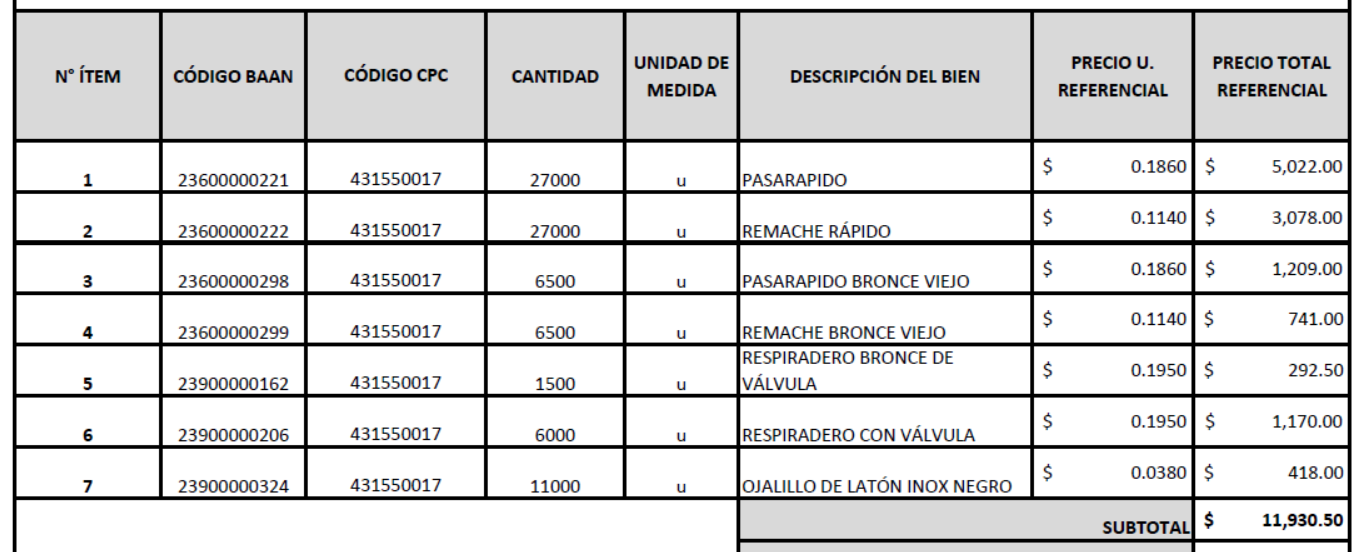 N° ÍTEM CÓDIGO BAAN CÓDIGO CPC CANTIDAD UNIDAD DE MEDIDA DESCRIPCIÓN DEL BIEN PRECIO U. REFERENCIAL PRECIO TOTAL REFERENCIAL
1 23600000221 431550017 27000 u PASARAPIDO $ 0.1860 $ 5,022.00
2 23600000222 431550017 27000 u REMACHE RÁPIDO $ 0.1140 $ 3,078.00
3 23600000298 431550017 6500 u PASARAPIDO BRONCE VIEJO $ 0.1860 $ 1,209.00
4 23600000299 431550017 6500 u REMACHE BRONCE VIEJO $ 0.1140 $ 741.00
5 23900000162 431550017 1500 u RESPIRADERO BRONCE DE VÁLVULA $ 0.1950 $ 292.50
6 23900000206 431550017 6000 u RESPIRADERO CON VÁLVULA $ 0.1950 $ 1,170.00
7 23900000324 431550017 11000 u OJALILLO DE LATÓN INOX NEGRO $ 0.0380 $ 418.00
SUBTOTAL $ 11,930.50